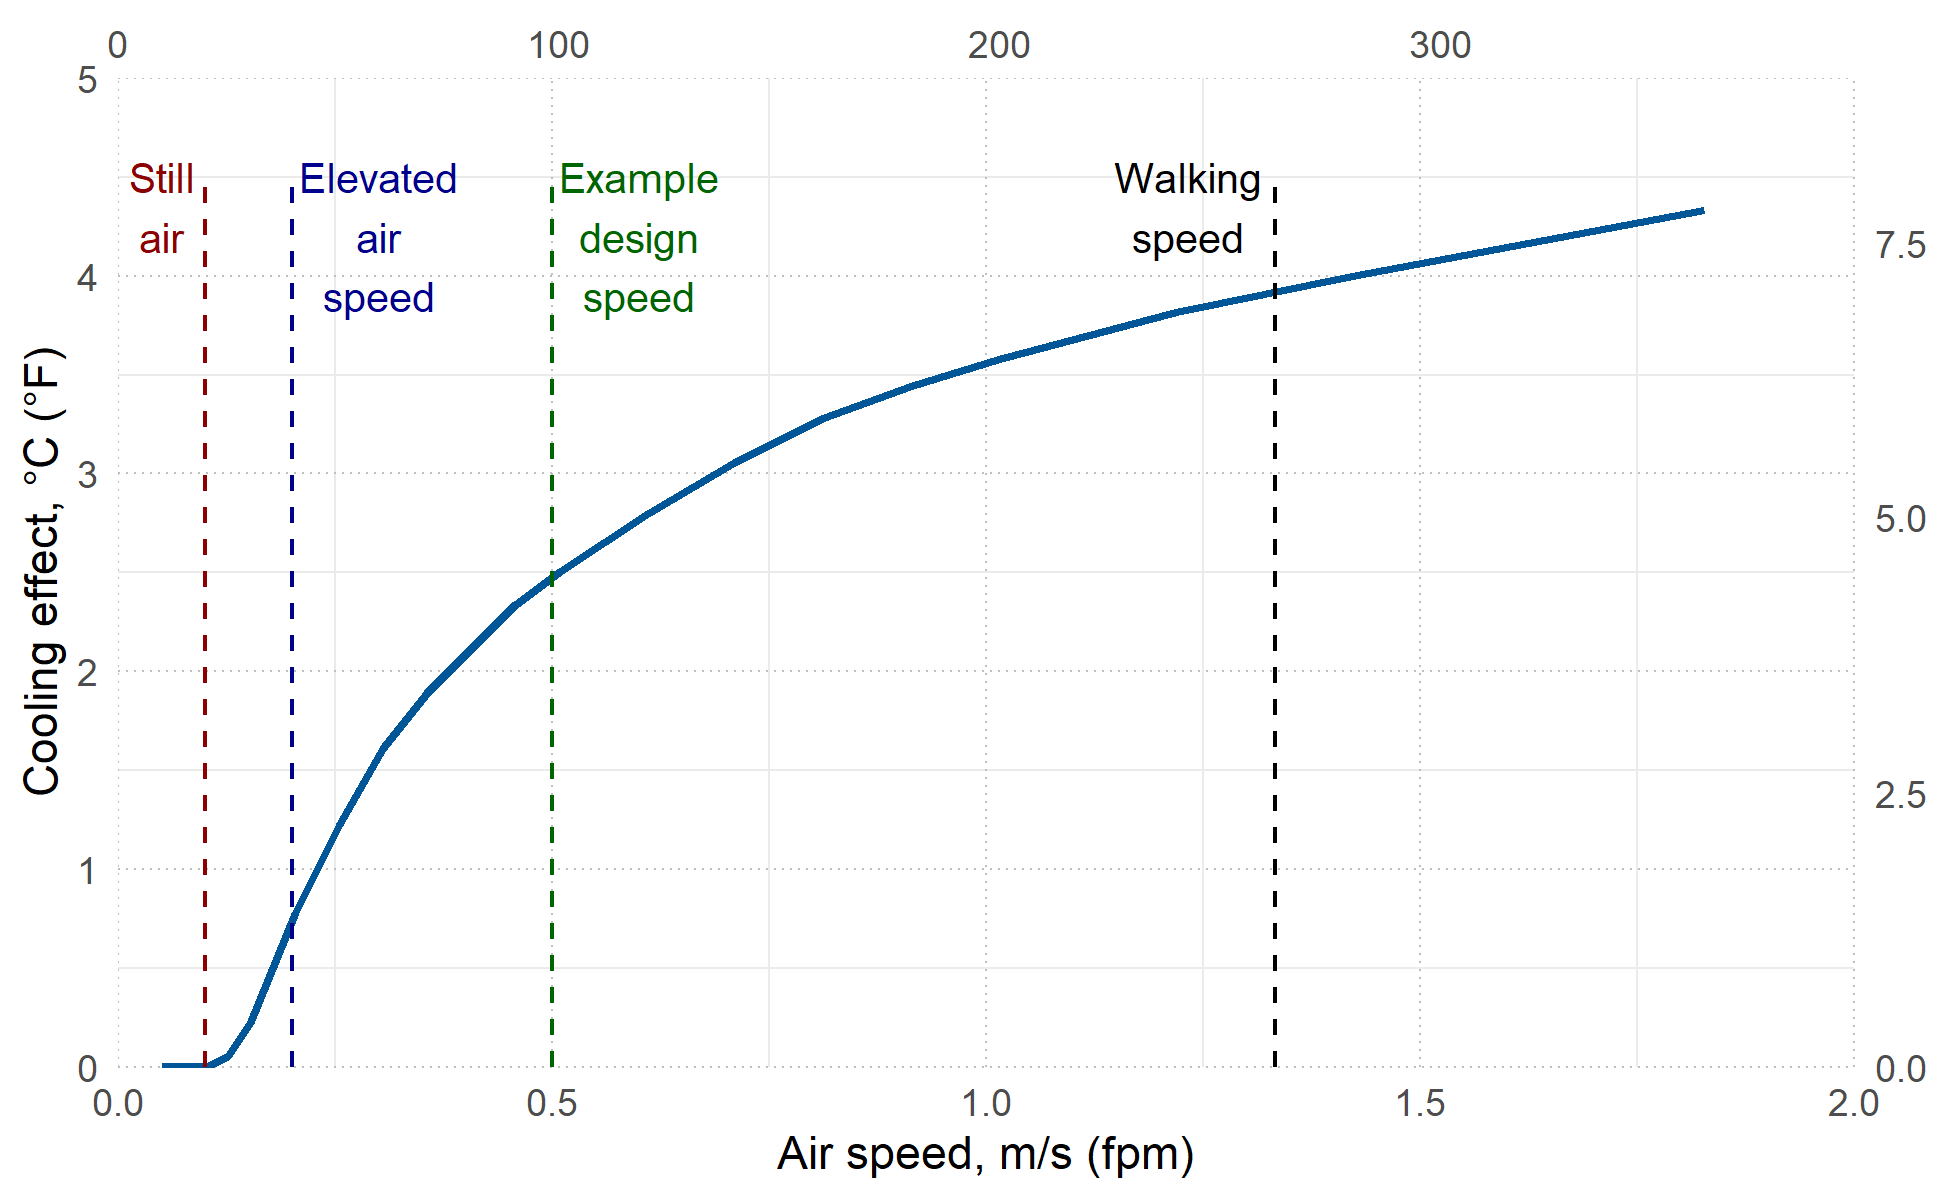 0 100 200 300
5
4
3
2
1
0
Cooling effect, °C (°F)
Still
air
Elevated
air
speed
Example
design
speed
Walking
speed
7.5
5.0
2.5
0.0
0.0 0.5 1.0 1.5 2.0
Air speed, m/s (fpm)